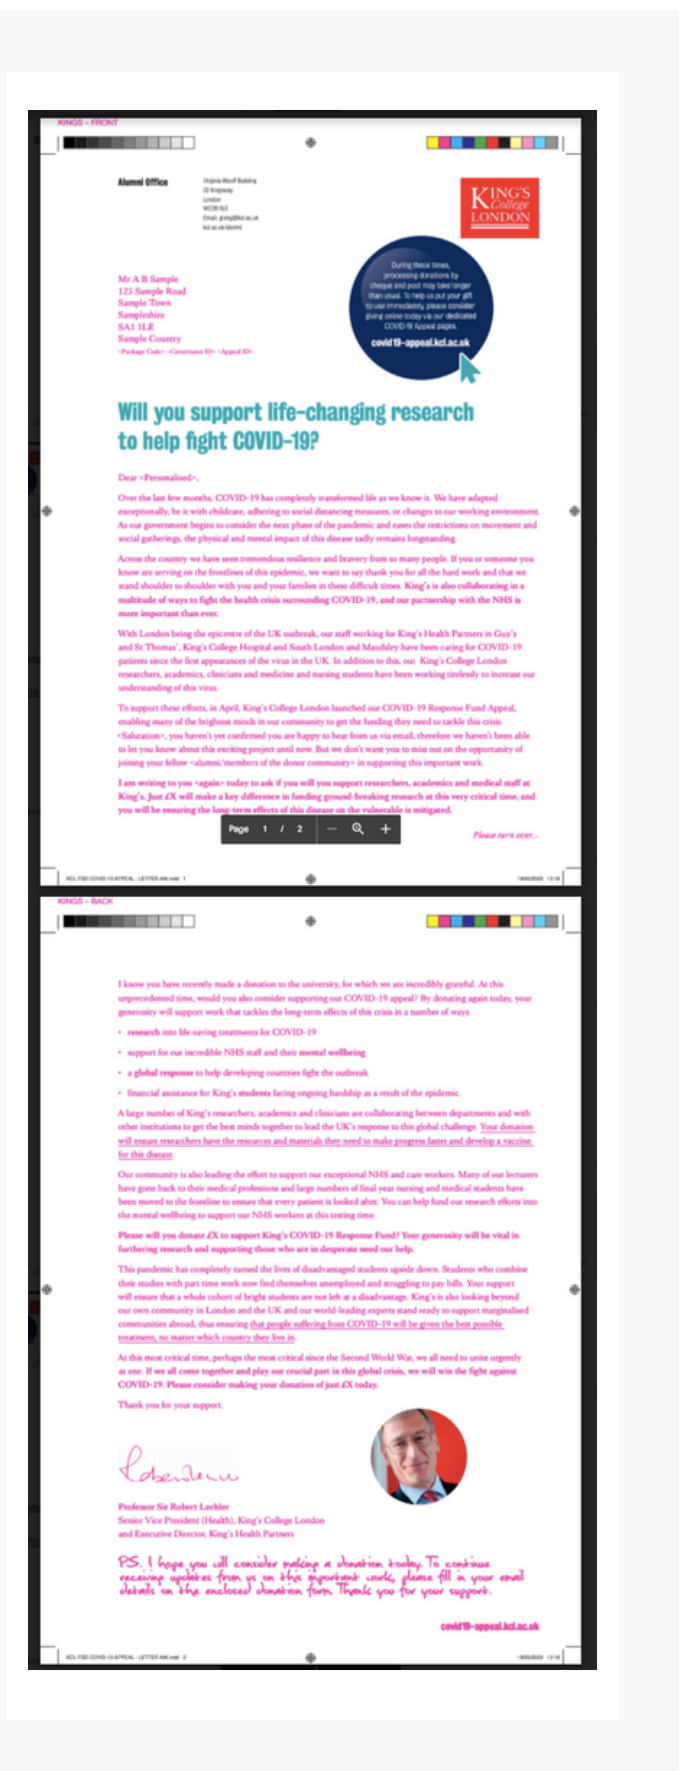 KINGS – FRONT
Alumni Office
Virginia Woolf Building
22 Kingsway
London
WC2B 6LE
Email: giving@kcl.ac.uk
kcl.ac.uk/alumni
KING'S
College
LONDON
During these times,
processing donations by
cheque and post may take longer
than usual. To help us put your gift
to use immediately, please consider
giving online today via our dedicated
COVID-19 Appeal pages.
covid19-appeal.kcl.ac.uk
Mr A B Sample
123 Sample Road
Sample Town
Sampleshire
SA1 1LE
Sample Country
<Package Code> <Constituent ID> <Appeal ID>
Will you support life-changing research
to help fight COVID-19?
Dear <Personalised>,
Over the last few months, COVID-19 has completely transformed life as we know it. We have adapted
exceptionally, be it with childcare, adhering to social distancing measures, or changes to our working environment.
As our government begins to consider the next phase of the pandemic and eases the restrictions on movement and
social gatherings, the physical and mental impact of this disease sadly remains longstanding.
Across the country we have seen tremendous resilience and bravery from so many people. If you or someone you
know are serving on the frontlines of this epidemic, we want to say thank you for all the hard work and that we
stand shoulder to shoulder with you and your families in these difficult times. King's is also collaborating in a
multitude of ways to fight the health crisis surrounding COVID-19, and our partnership with the NHS is
more important than ever.
With London being the epicentre of the UK outbreak, our staff working for King's Health Partners in Guy's
and St Thomas', King's College Hospital and South London and Maudsley have been caring for COVID-19
patients since the first appearances of the virus in the UK. In addition to this, our King's College London
researchers, academics, clinicians and medicine and nursing students have been working tirelessly to increase our
understanding of this virus.
To support these efforts, in April, King's College London launched our COVID-19 Response Fund Appeal,
enabling many of the brightest minds in our community to get the funding they need to tackle this crisis.
<Salutation>, you haven't yet confirmed you are happy to hear from us via email, therefore we haven't been able
to let you know about this exciting project until now. But we don't want you to miss out on the opportunity of
joining your fellow <alumni/members of the donor community> in supporting this important work.
I am writing to you <again> today to ask if you will you support researchers, academics and medical staff at
King's. Just £X will make a key difference in funding ground-breaking research at this very critical time, and
you will be ensuring the long-term effects of this disease on the vulnerable is mitigated.
Page 1 / 2
Please turn over...
KCL FSD COVID-19 APPEAL - LETTER AW.indd 1
KINGS – BACK
I know you have recently made a donation to the university, for which we are incredibly grateful. At this
unprecedented time, would you also consider supporting our COVID-19 appeal? By donating again today, your
generosity will support work that tackles the long-term effects of this crisis in a number of ways.
• research into life-saving treatments for COVID-19
• support for our incredible NHS staff and their mental wellbeing
• a global response to help developing countries fight the outbreak
• financial assistance for King's students facing ongoing hardship as a result of the epidemic.
A large number of King's researchers, academics and clinicians are collaborating between departments and with
other institutions to get the best minds together to lead the UK's response to this global challenge. Your donation
will ensure researchers have the resources and materials they need to make progress faster and develop a vaccine
for this disease.
Our community is also leading the effort to support our exceptional NHS and care workers. Many of our lecturers
have gone back to their medical professions and large numbers of final year nursing and medical students have
been moved to the frontline to ensure that every patient is looked after. You can help fund our research efforts into
the mental wellbeing to support our NHS workers at this testing time.
Please will you donate £X to support King's COVID-19 Response Fund? Your generosity will be vital in
furthering research and supporting those who are in desperate need our help.
This pandemic has completely turned the lives of disadvantaged students upside down. Students who combine
their studies with part time work now find themselves unemployed and struggling to pay bills. Your support
will ensure that a whole cohort of bright students are not left at a disadvantage. King's is also looking beyond
our own community in London and the UK and our world-leading experts stand ready to support marginalised
communities abroad, thus ensuring that people suffering from COVID-19 will be given the best possible
treatment, no matter which country they live in.
At this most critical time, perhaps the most critical since the Second World War, we all need to unite urgently
as one. If we all come together and play our crucial part in this global crisis, we will win the fight against
COVID-19. Please consider making your donation of just £X today.
Thank you for your support.
Professor Sir Robert Lechler
Senior Vice President (Health), King's College London
and Executive Director, King's Health Partners
PS. I hope you will consider making a donation today. To continue
receiving updates from us on this important work, please fill in your email
details on the enclosed donation form. Thank you for your support.
covid19-appeal.kcl.ac.uk
KCL FSD COVID-19 APPEAL - LETTER AW.indd 2